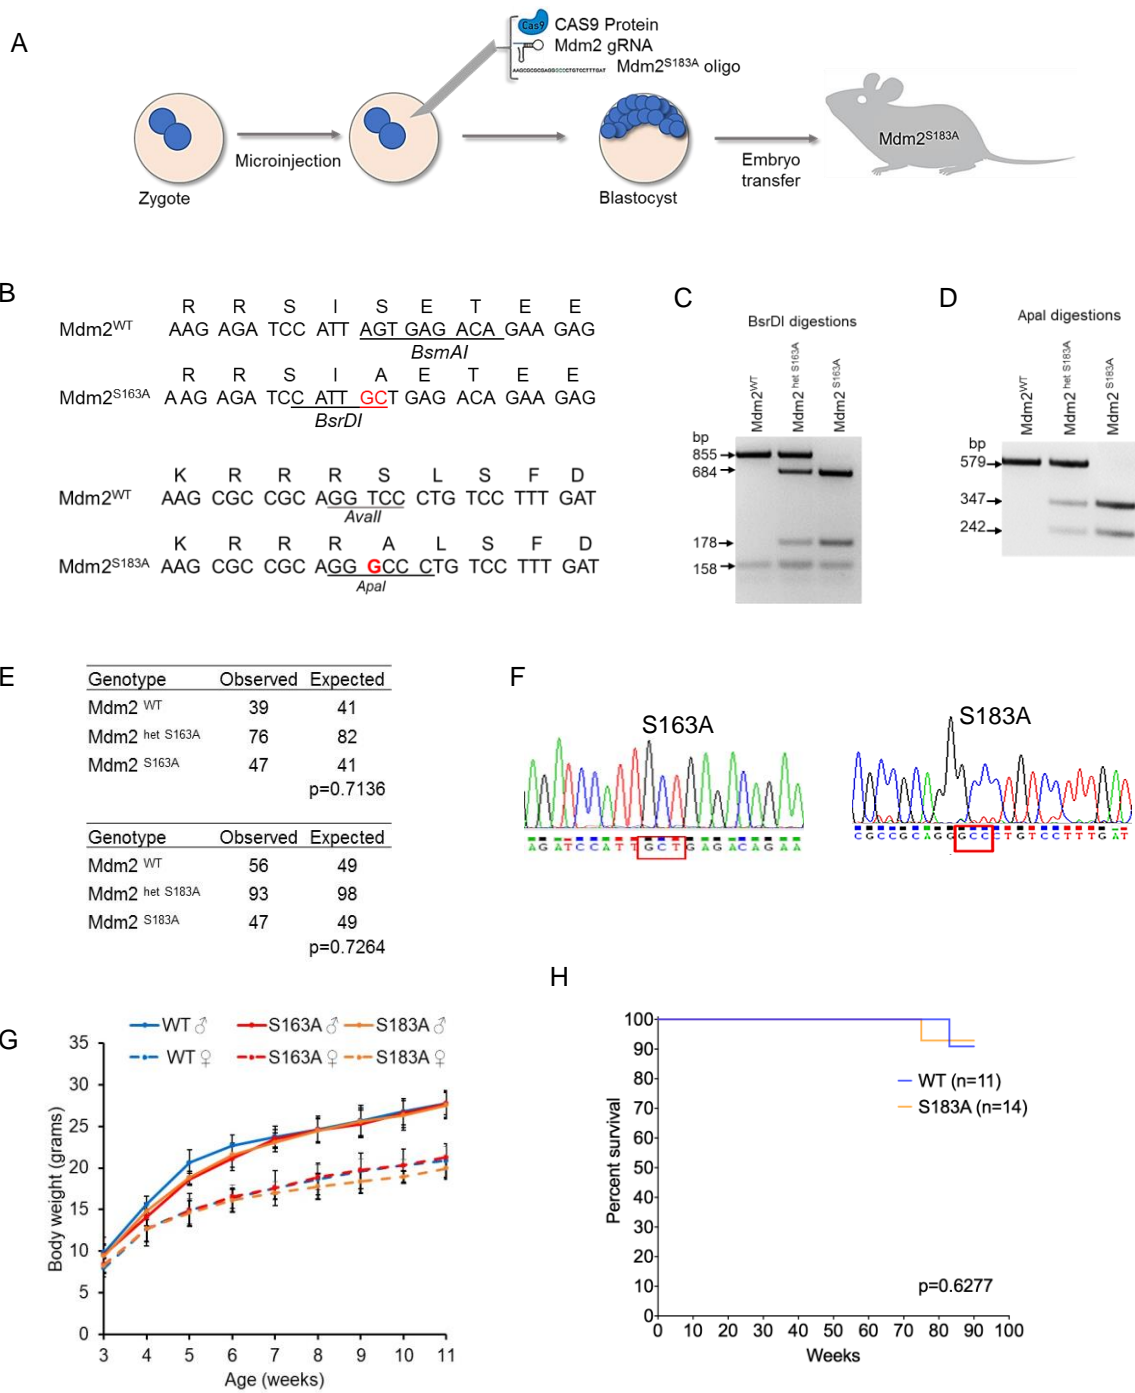 A
Cas9 CAS9 Protein
Mdm2 gRNA
AAGCGCGCGAGGGCCCTGTCCTTTGAT Mdm2S183A oligo
Microinjection
Zygote
Blastocyst
Embryo
transfer
Mdm2S183A
B
R R S I S E T E E
Mdm2WT AAG AGA TCC ATT AGT GAG ACA GAA GAG
BsmAI
R R S I A E T E E
Mdm2S163A AAG AGA TCC ATT GCT GAG ACA GAA GAG
BsrDI
K R R R S L S F D
Mdm2WT AAG CGC CGC AGG TCC CTG TCC TTT GAT
AvaII
K R R R A L S F D
Mdm2S183A AAG CGC CGC AGG GCC CTG TCC TTT GAT
ApaI
C
BsrDI digestions
Mdm2WT
Mdm2 het S163A
Mdm2 S163A
bp
855
684
178
158
D
ApaI digestions
Mdm2WT
Mdm2 het S183A
Mdm2 S183A
bp
579
347
242
E
Genotype Observed Expected
Mdm2 WT 39 41
Mdm2 het S163A 76 82
Mdm2 S163A 47 41
p=0.7136
Genotype Observed Expected
Mdm2 WT 56 49
Mdm2 het S183A 93 98
Mdm2 S183A 47 49
p=0.7264
F
S163A
AGATCCATTGCTGAGACAGAA
S183A
CGCCGCAGGGCCCTGTCCTTTGAT
G
WT ♂ S163A ♂ S183A ♂
WT ♀ S163A ♀ S183A ♀
Body weight (grams)
35
30
25
20
15
10
5
0
3 4 5 6 7 8 9 10 11
Age (weeks)
H
Percent survival
100
90
80
70
60
50
40
30
20
10
0
WT (n=11)
S183A (n=14)
p=0.6277
0 10 20 30 40 50 60 70 80 90 100
Weeks